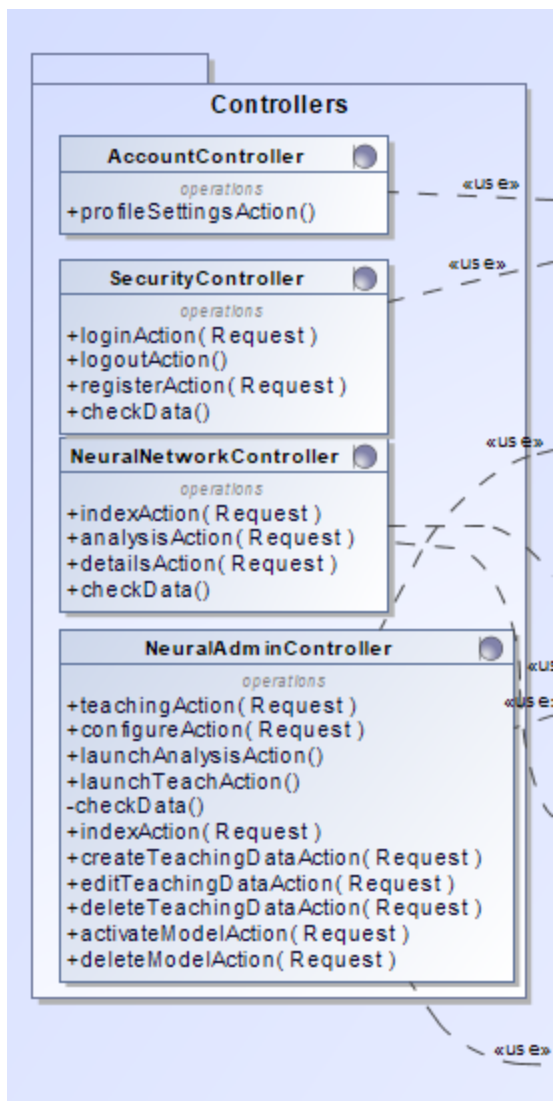 Controllers
AccountController
operations
+profileSettingsAction()
«use»
SecurityController
«use»
operations
+loginAction( Request )
+logoutAction()
+registerAction( Request )
+checkData()
«use»
NeuralNetworkController
operations
+indexAction( Request )
+analysisAction( Request )
+detailsAction( Request )
+checkData()
NeuralAdminController
«us
operations
«use»
+teachingAction( Request )
+configureAction( Request )
+launchAnalysisAction()
+launchTeachAction()
-checkData()
+indexAction( Request )
+createTeachingDataAction( Request )
+editTeachingDataAction( Request )
+deleteTeachingDataAction( Request )
+activateModelAction( Request )
+deleteModelAction( Request )
«use»